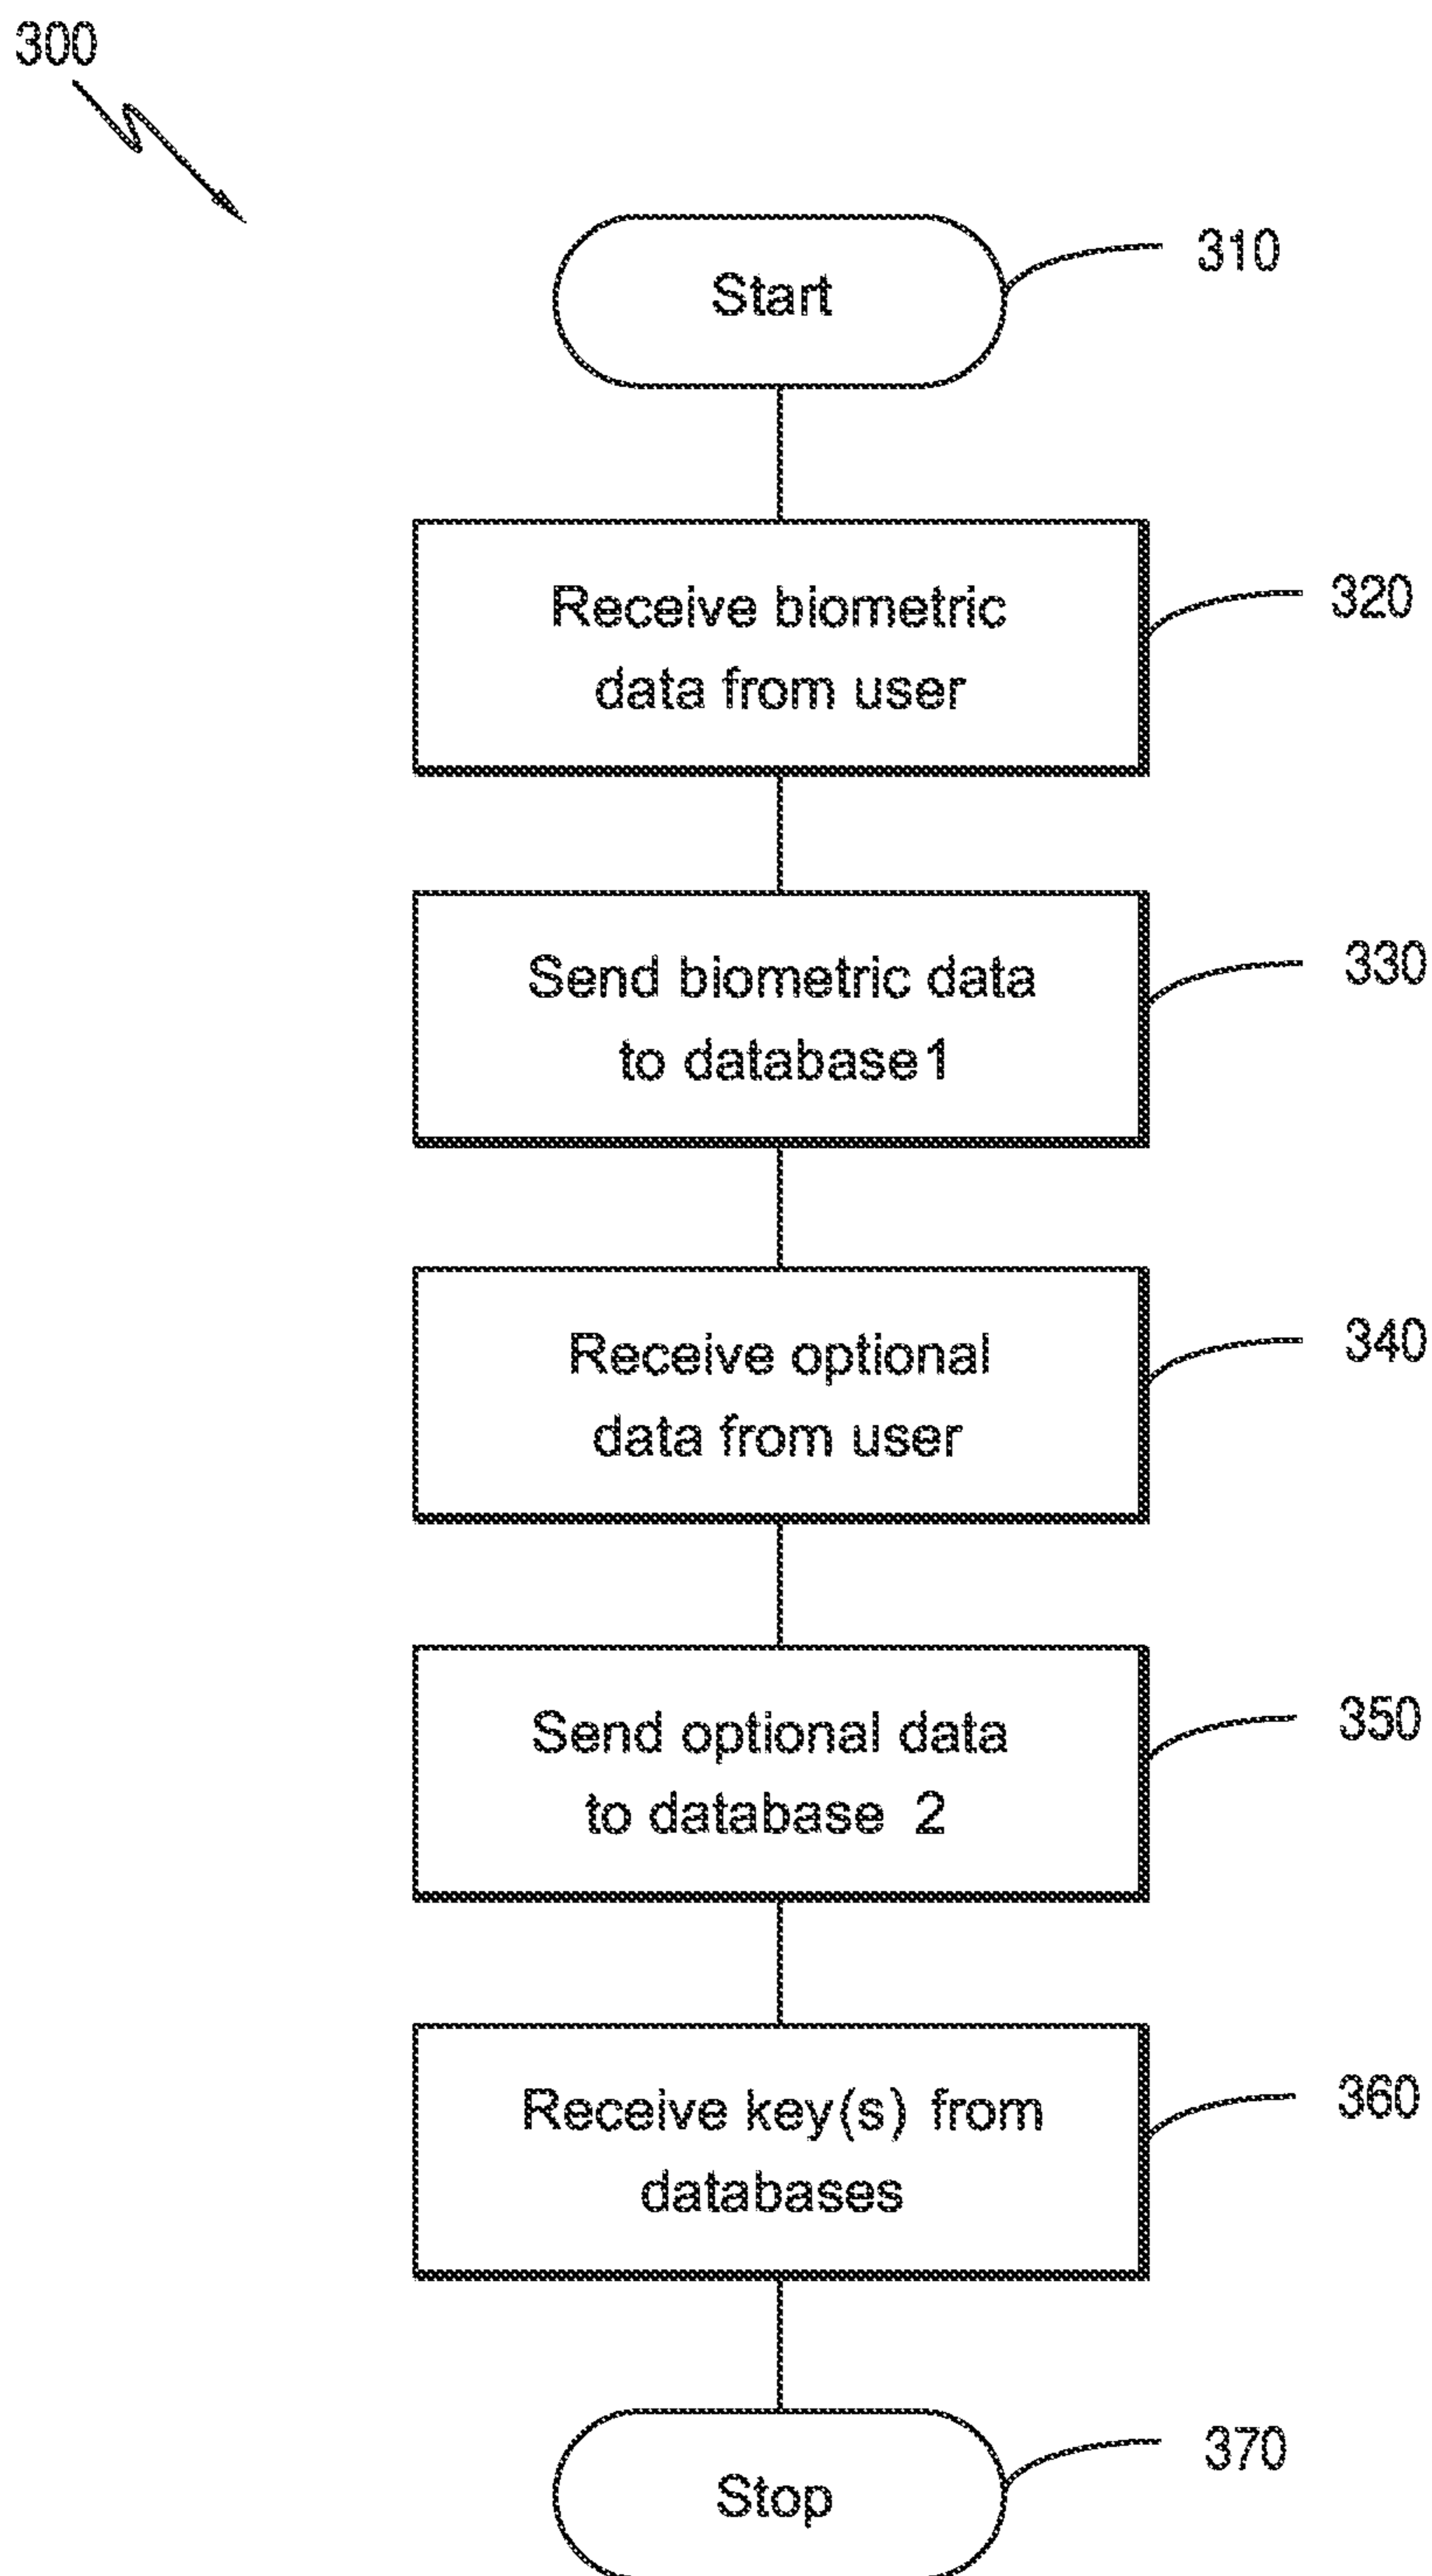 300
Start
310
Receive biometric
data from user
320
Send biometric data
to database1
330
Receive optional
data from user
340
Send optional data
to database 2
350
Receive key(s) from
databases
360
Stop
370